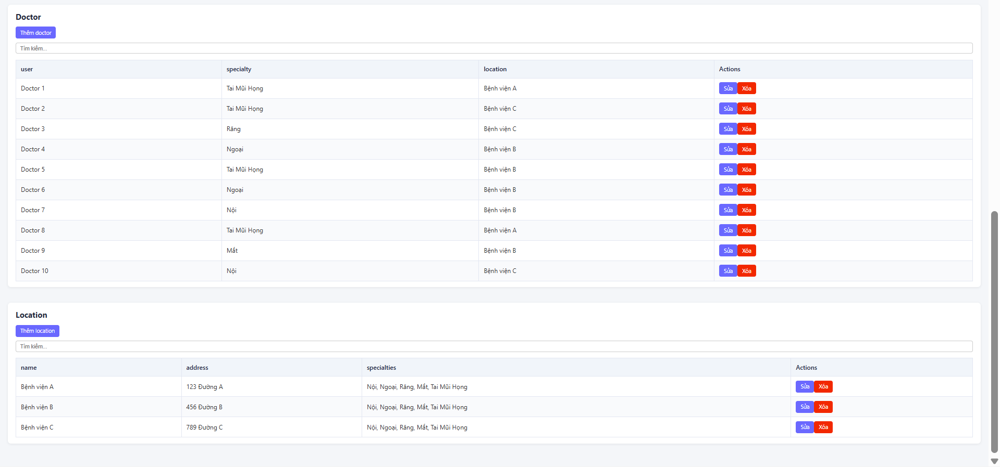 Doctor
Thêm doctor
Tìm kiếm...
user specialty location Actions
Doctor 1 Tai Mũi Họng Bệnh viện A Sửa Xóa
Doctor 2 Tai Mũi Họng Bệnh viện C Sửa Xóa
Doctor 3 Răng Bệnh viện C Sửa Xóa
Doctor 4 Ngoại Bệnh viện B Sửa Xóa
Doctor 5 Tai Mũi Họng Bệnh viện B Sửa Xóa
Doctor 6 Ngoại Bệnh viện B Sửa Xóa
Doctor 7 Nội Bệnh viện B Sửa Xóa
Doctor 8 Tai Mũi Họng Bệnh viện A Sửa Xóa
Doctor 9 Mắt Bệnh viện B Sửa Xóa
Doctor 10 Nội Bệnh viện C Sửa Xóa
Location
Thêm location
Tìm kiếm...
name address specialties Actions
Bệnh viện A 123 Đường A Nội, Ngoại, Răng, Mắt, Tai Mũi Họng Sửa Xóa
Bệnh viện B 456 Đường B Nội, Ngoại, Răng, Mắt, Tai Mũi Họng Sửa Xóa
Bệnh viện C 789 Đường C Nội, Ngoại, Răng, Mắt, Tai Mũi Họng Sửa Xóa